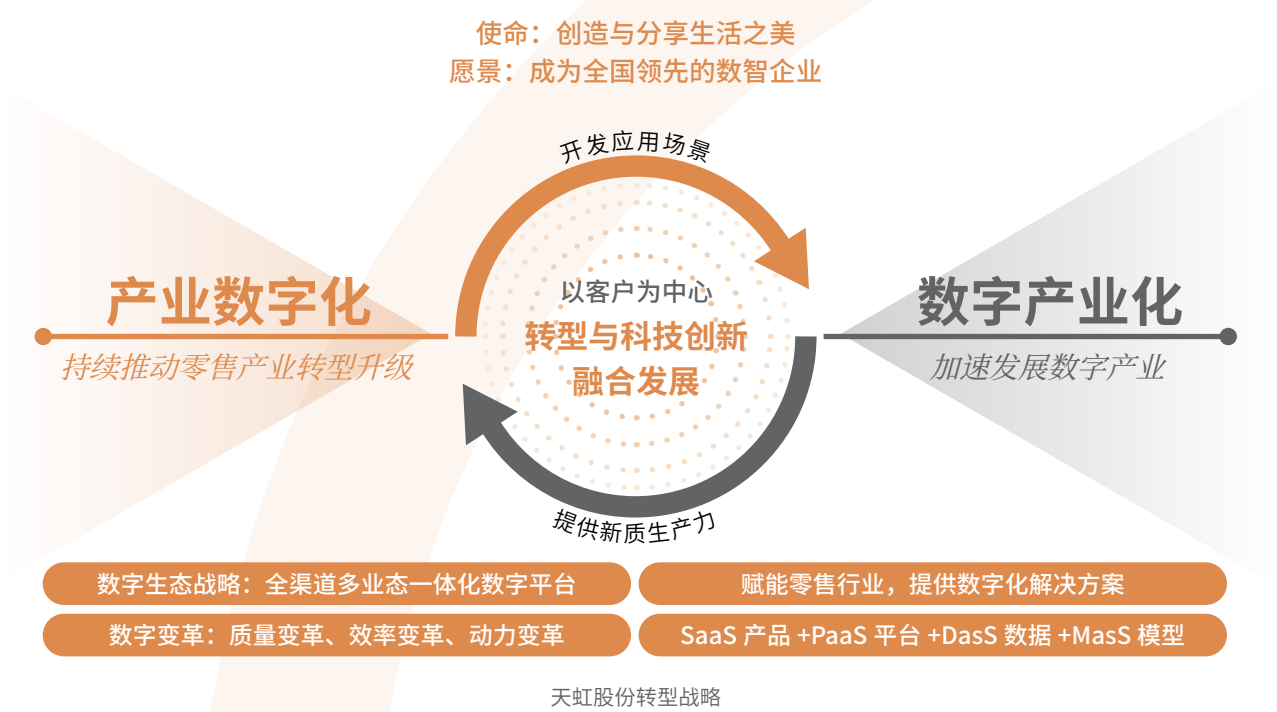 使命：创造与分享生活之美
愿景：成为全国领先的数智企业
开发应用场景
产业数字化
持续推动零售产业转型升级
以客户为中心
转型与科技创新
融合发展
数字产业化
加速发展数字产业
提供新质生产力
数字生态战略：全渠道多业态一体化数字平台
赋能零售行业，提供数字化解决方案
数字变革：质量变革、效率变革、动力变革
SaaS 产品 +PaaS 平台 +DasS 数据 +MasS 模型
天虹股份转型战略